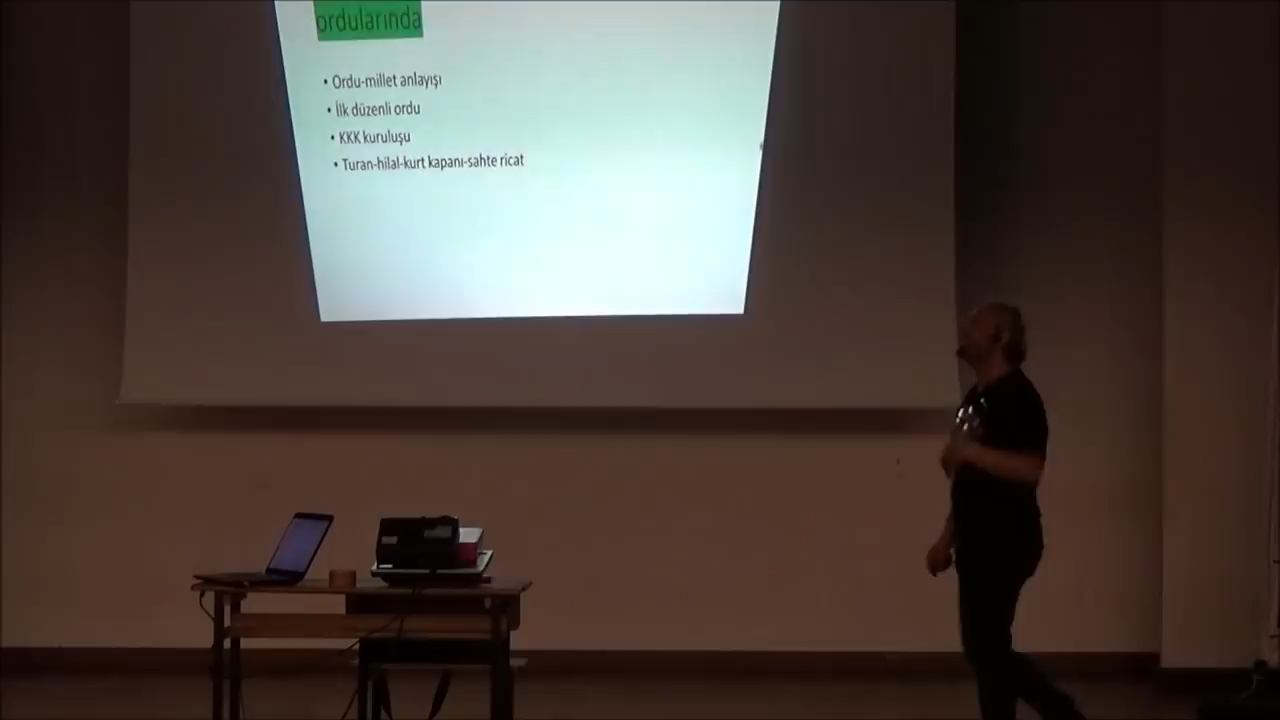 ordularında
• Ordu-millet anlayışı
• İlk düzenli ordu
• KKK kuruluşu
• Turan-hilal-kurt kapanı-sahte ricat